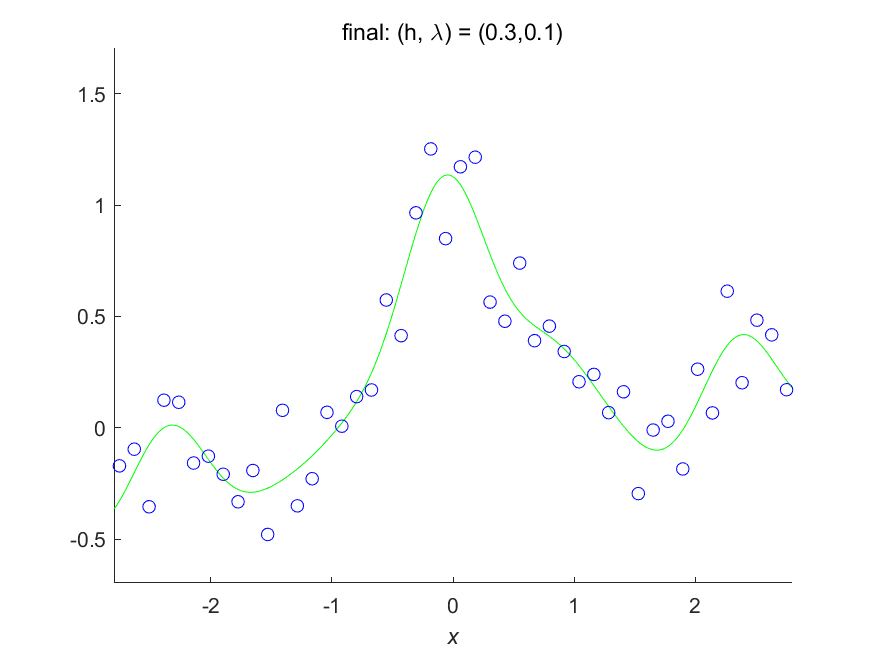 final: (h, λ) = (0.3,0.1)
1.5
1
0.5
0
-0.5
-2 -1 0 1 2
x